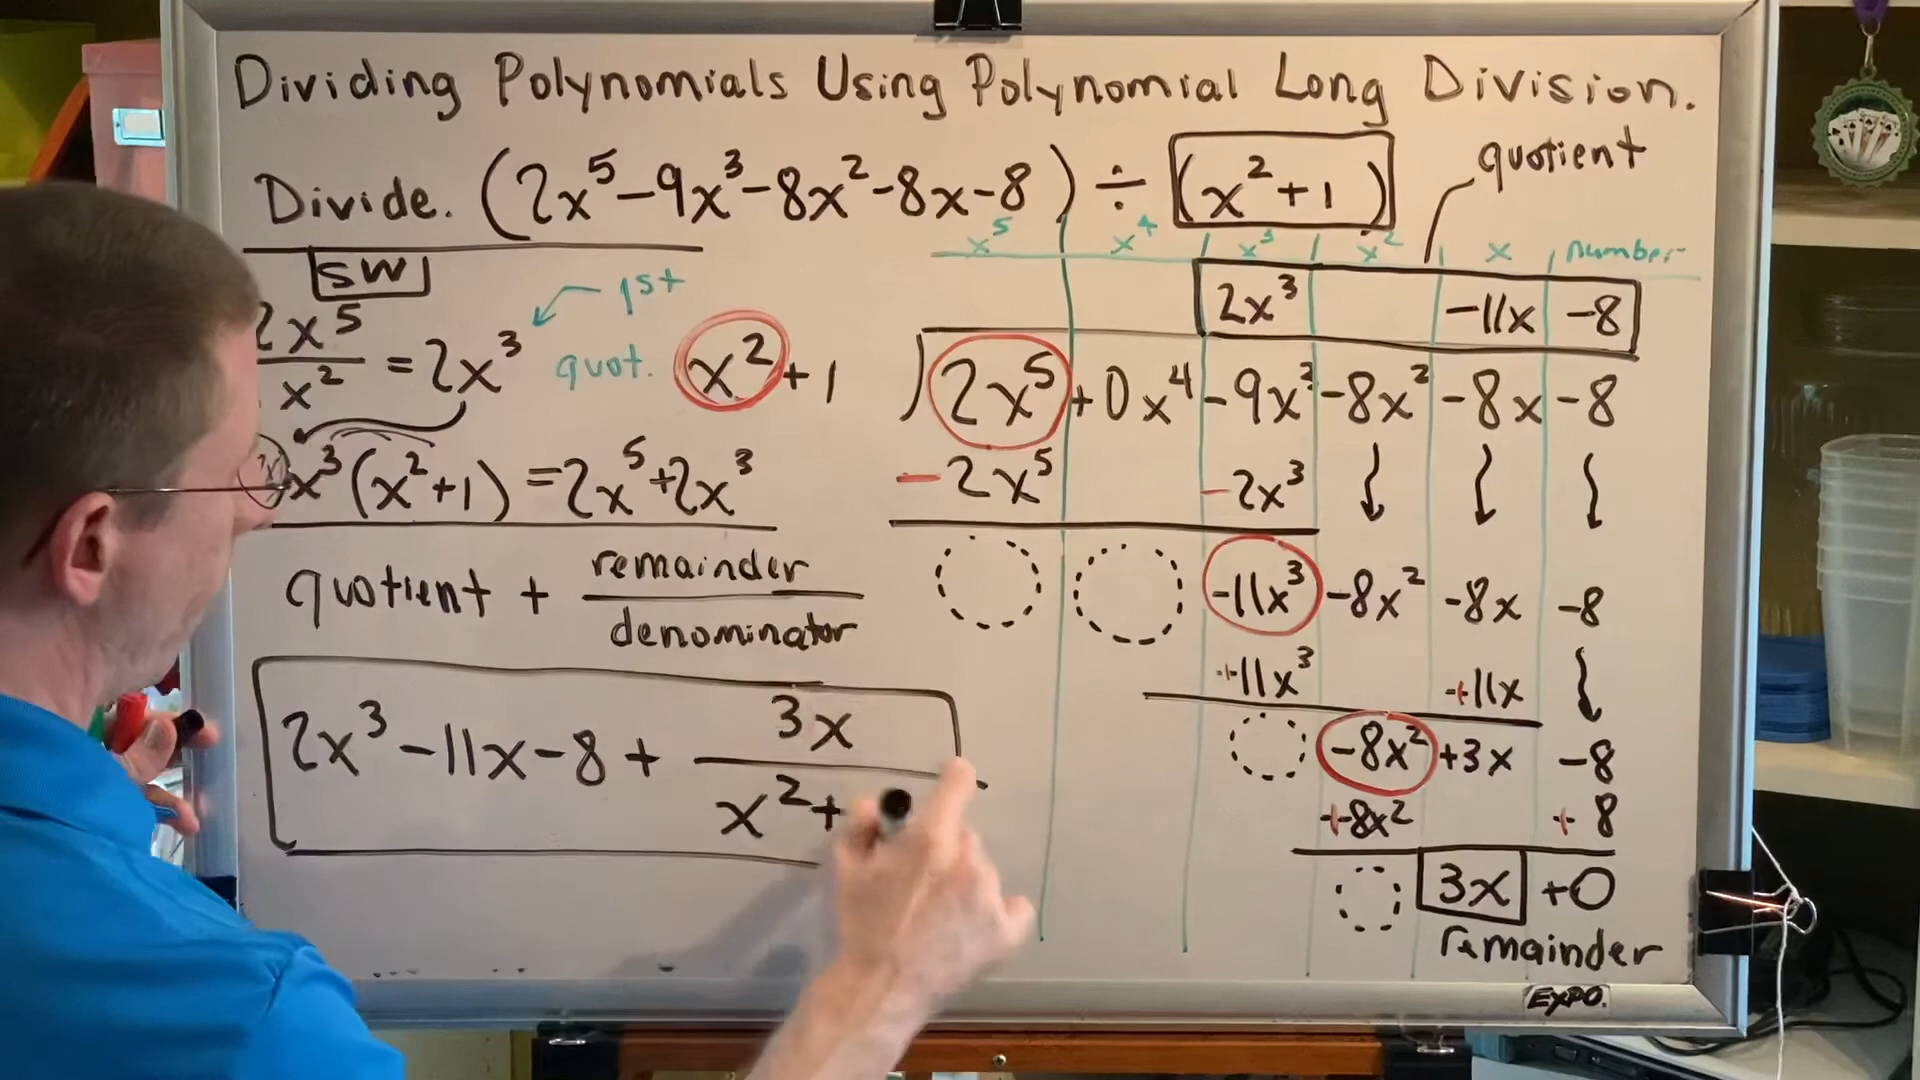 Dividing Polynomials Using Polynomial Long Division.
Divide. (2x⁵-9x³-8x²-8x-8) ÷ (x²+1)
quotient
x⁵ x⁴ x³ x² x number
SW
2x⁵/x² = 2x³
1st
quot.
x³(x²+1) = 2x⁵+2x³
2x³ -11x -8
x²+1 ) 2x⁵ +0x⁴ -9x³ -8x² -8x -8
-2x⁵ -2x³
-11x³ -8x² -8x -8
+11x³ +11x
-8x² +3x -8
+8x² +8
3x +0
remainder
quotient + remainder/denominator
2x³ -11x -8 + 3x/x²+
EXPO.